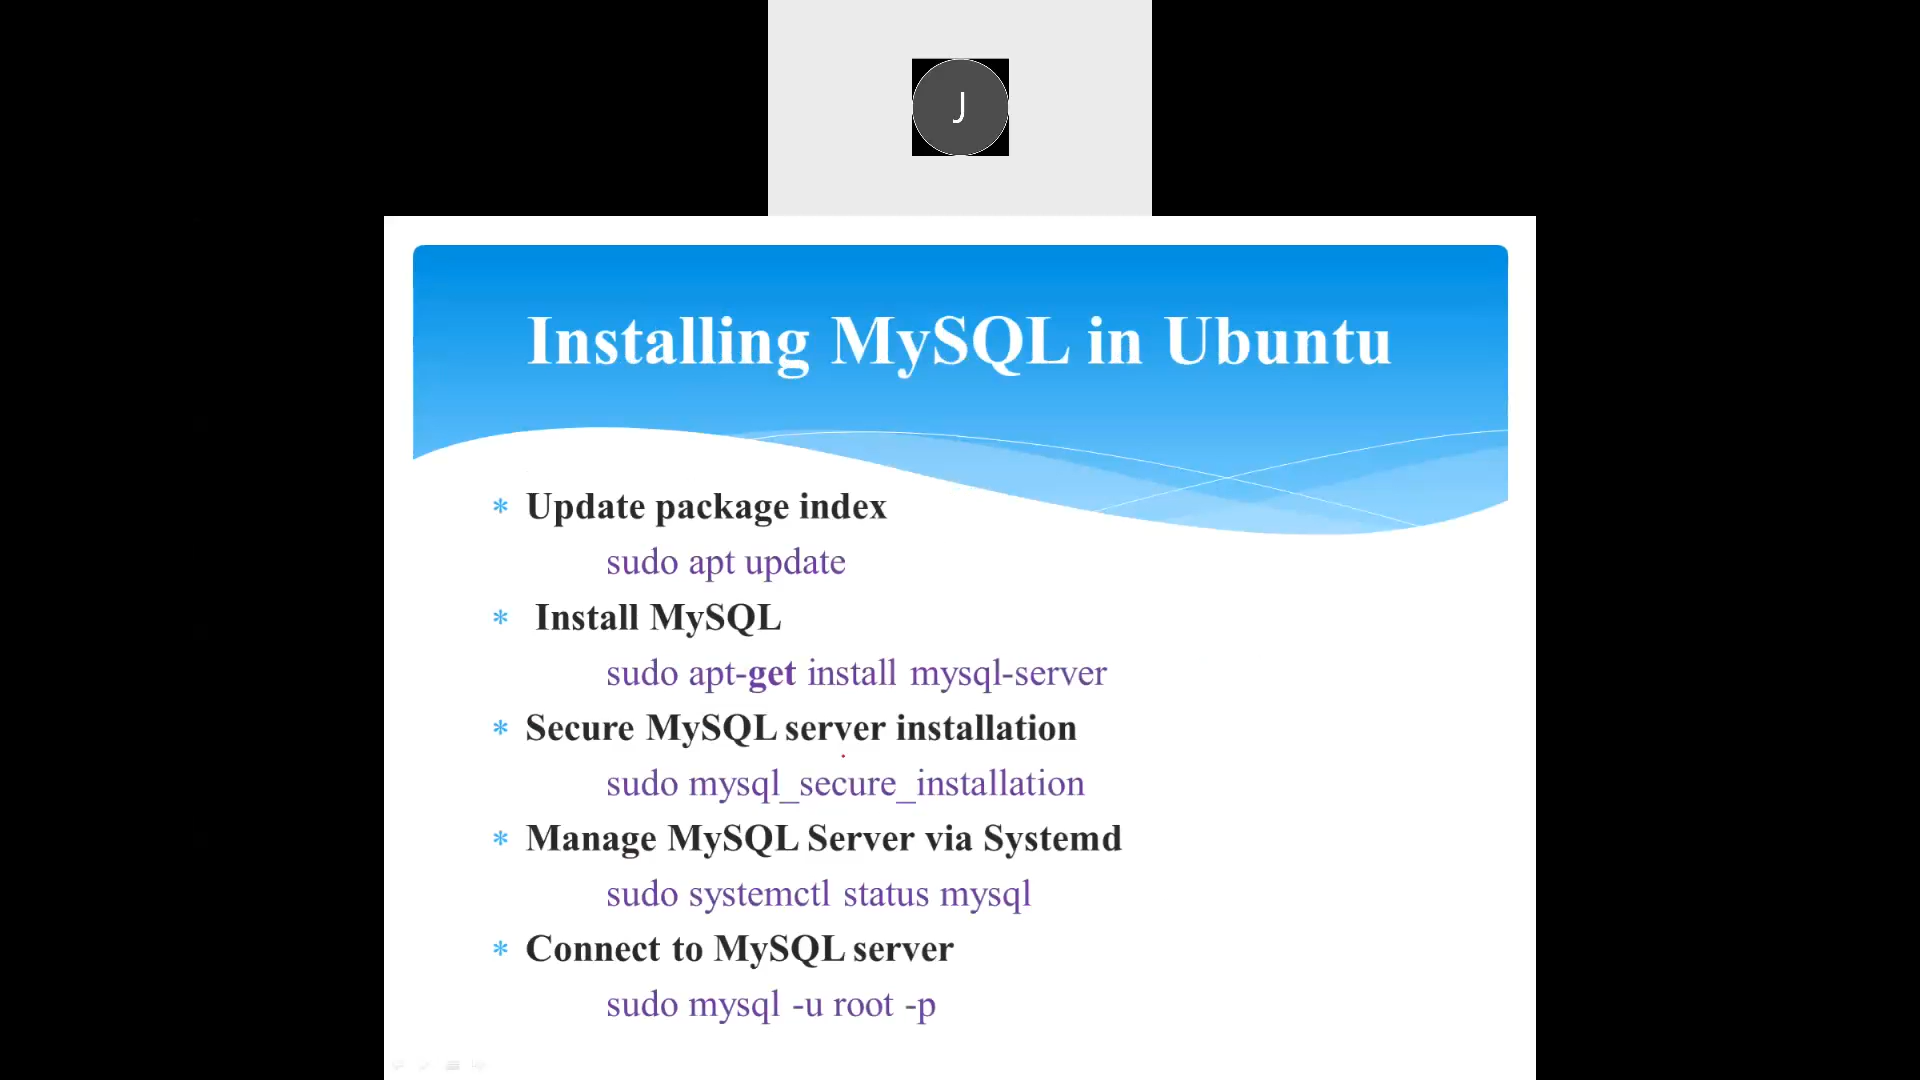 J
Installing MySQL in Ubuntu
* Update package index
sudo apt update
* Install MySQL
sudo apt-get install mysql-server
* Secure MySQL server installation
sudo mysql_secure_installation
* Manage MySQL Server via Systemd
sudo systemctl status mysql
* Connect to MySQL server
sudo mysql -u root -p